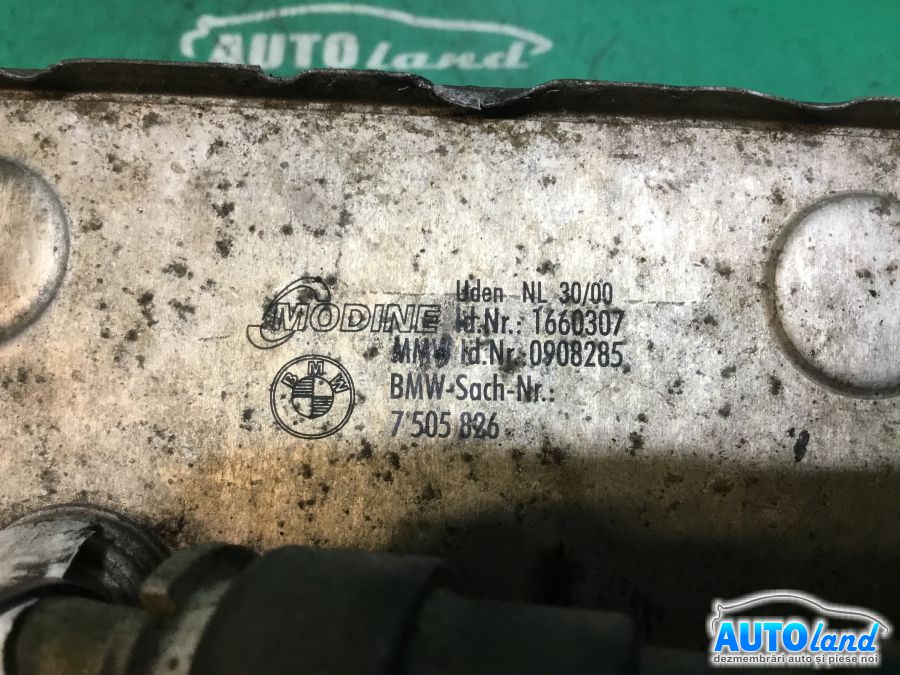 AUTOland
Uden NL 30/00
MODINE Id.Nr.: 1660307
MMW Id.Nr.:0908285
BMW
BMW-Sach-Nr.:
7 505 826
AUTOland
dezmembrări auto și piese noi